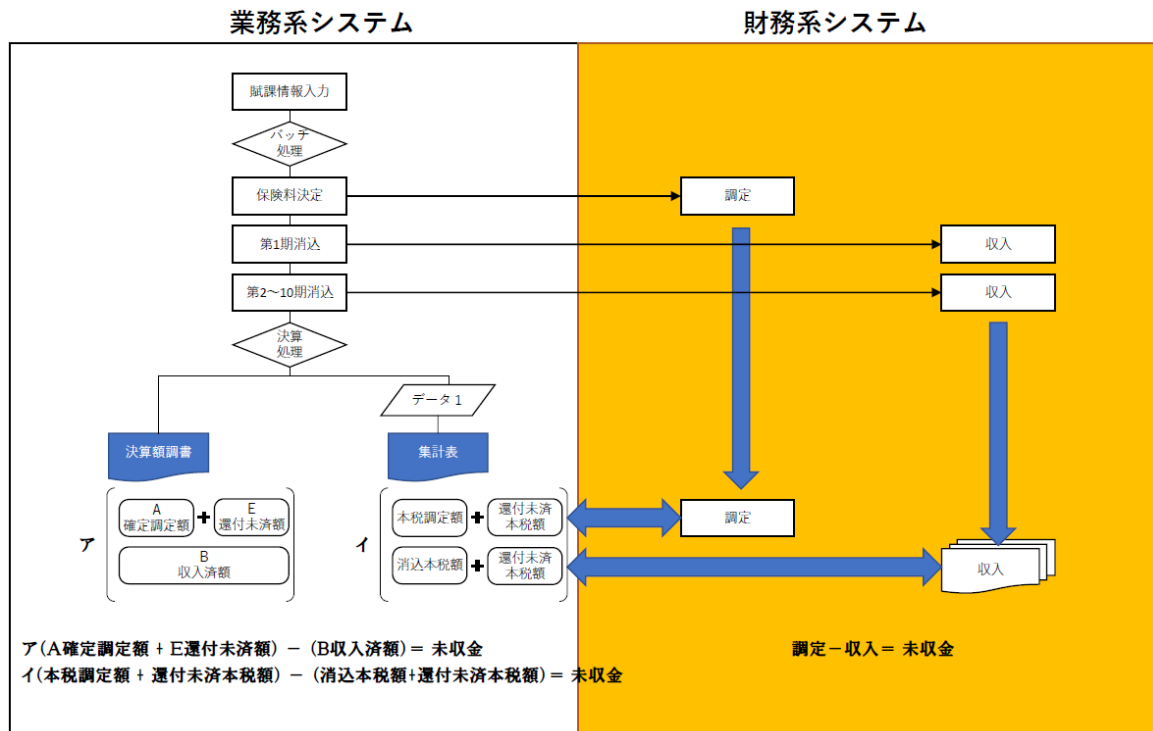 業務系システム
財務系システム
賦課情報入力
バッチ
処理
保険料決定
調定
第1期消込
収入
第2～10期消込
収入
決算
処理
データ１
決算額調書
集計表
ア
A
確定調定額
+
E
還付未済額
B
収入済額
イ
本税調定額
+
還付未済
本税額
消込本税額
+
還付未済
本税額
調定
収入
ア(A確定調定額 + E還付未済額) － (B収入済額)＝ 未収金
イ(本税調定額 + 還付未済本税額) － (消込本税額+還付未済本税額)＝ 未収金
調定－収入＝ 未収金